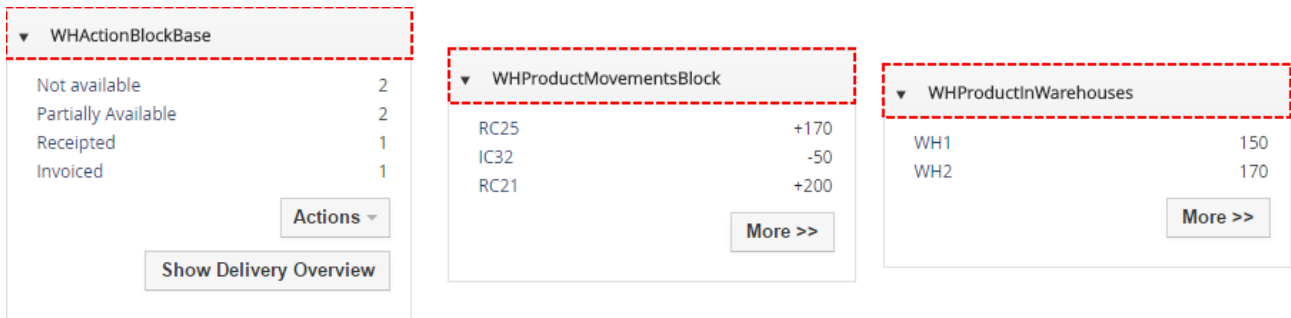 WHActionBlockBase
Not available 2
Partially Available 2
Receipted 1
Invoiced 1
Actions
Show Delivery Overview
WHProductMovementsBlock
RC25 +170
IC32 -50
RC21 +200
More >>
WHProductInWarehouses
WH1 150
WH2 170
More >>